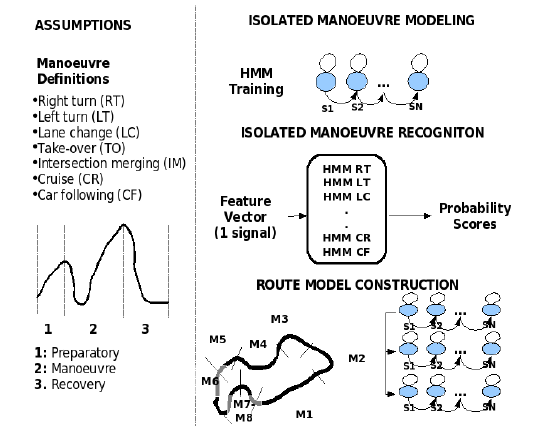 ASSUMPTIONS
Manoeuvre
Definitions
•Right turn (RT)
•Left turn (LT)
•Lane change (LC)
•Take-over (TO)
•Intersection merging (IM)
•Cruise (CR)
•Car following (CF)
1 2 3
1: Preparatory
2: Manoeuvre
3. Recovery
ISOLATED MANOEUVRE MODELING
HMM
Training
...
S1 S2 SN
ISOLATED MANOEUVRE RECOGNITON
Feature
Vector
(1 signal)
HMM RT
HMM LT
HMM LC
.
.
HMM CR
HMM CF
Probability
Scores
ROUTE MODEL CONSTRUCTION
M3
M5
M4
M2
M6
M7
M8
M1
...
S1 S2 SN
...
S1 S2 SN
...
S1 S2 SN